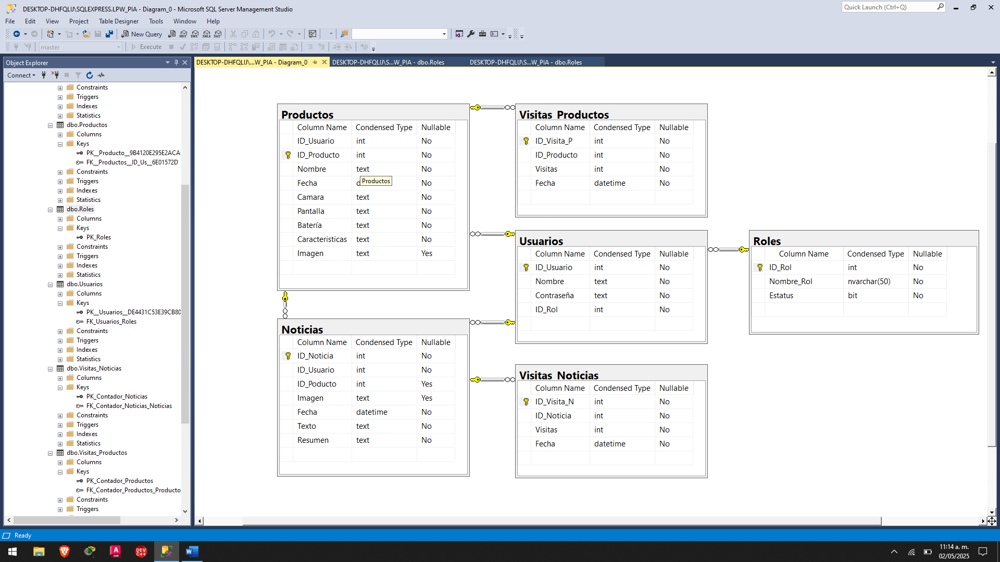 DESKTOP-DHFQLIJ\SQLEXPRESS.LPW_PIA - Diagram_0 - Microsoft SQL Server Management Studio
Quick Launch (Ctrl+Q)
File Edit View Project Table Designer Tools Window Help
New Query MDX DMX XMLA DAX
master Execute
Object Explorer
Connect
Constraints
Triggers
Indexes
Statistics
dbo.Productos
Columns
Keys
PK__Producto__9B4120E295E2ACA
FK__Productos__ID_Us__6E01572D
Constraints
Triggers
Indexes
Statistics
dbo.Roles
Columns
Keys
PK_Roles
Constraints
Triggers
Indexes
Statistics
dbo.Usuarios
Columns
Keys
PK__Usuarios__DE4431C53E39CB80
FK_Usuarios_Roles
Constraints
Triggers
Indexes
Statistics
dbo.Visitas_Noticias
Columns
Keys
PK_Contador_Noticias
FK_Contador_Noticias_Noticias
Constraints
Triggers
Indexes
Statistics
dbo.Visitas_Productos
Columns
Keys
PK_Contador_Productos
FK_Contador_Productos_Producto
Constraints
Triggers
DESKTOP-DHFQLIJ\...W_PIA - Diagram_0
DESKTOP-DHFQLIJ\S...W_PIA - dbo.Roles
DESKTOP-DHFQLIJ\S...W_PIA - dbo.Roles
Productos
Column Name Condensed Type Nullable
ID_Usuario int No
ID_Producto int No
Nombre text No
Fecha d No
Productos
Camara text No
Pantalla text No
Batería text No
Caracteristicas text No
Imagen text Yes
Visitas_Productos
Column Name Condensed Type Nullable
ID_Visita_P int No
ID_Producto int No
Visitas int No
Fecha datetime No
Usuarios
Column Name Condensed Type Nullable
ID_Usuario int No
Nombre text No
Contraseña text No
ID_Rol int No
Roles
Column Name Condensed Type Nullable
ID_Rol int No
Nombre_Rol nvarchar(50) No
Estatus bit No
Noticias
Column Name Condensed Type Nullable
ID_Noticia int No
ID_Usuario int No
ID_Poducto int Yes
Imagen text Yes
Fecha datetime No
Texto text No
Resumen text No
Visitas_Noticias
Column Name Condensed Type Nullable
ID_Visita_N int No
ID_Noticia int No
Visitas int No
Fecha datetime No
Ready
A CAD
DEV C++
W
11:14 a. m.
02/05/2025